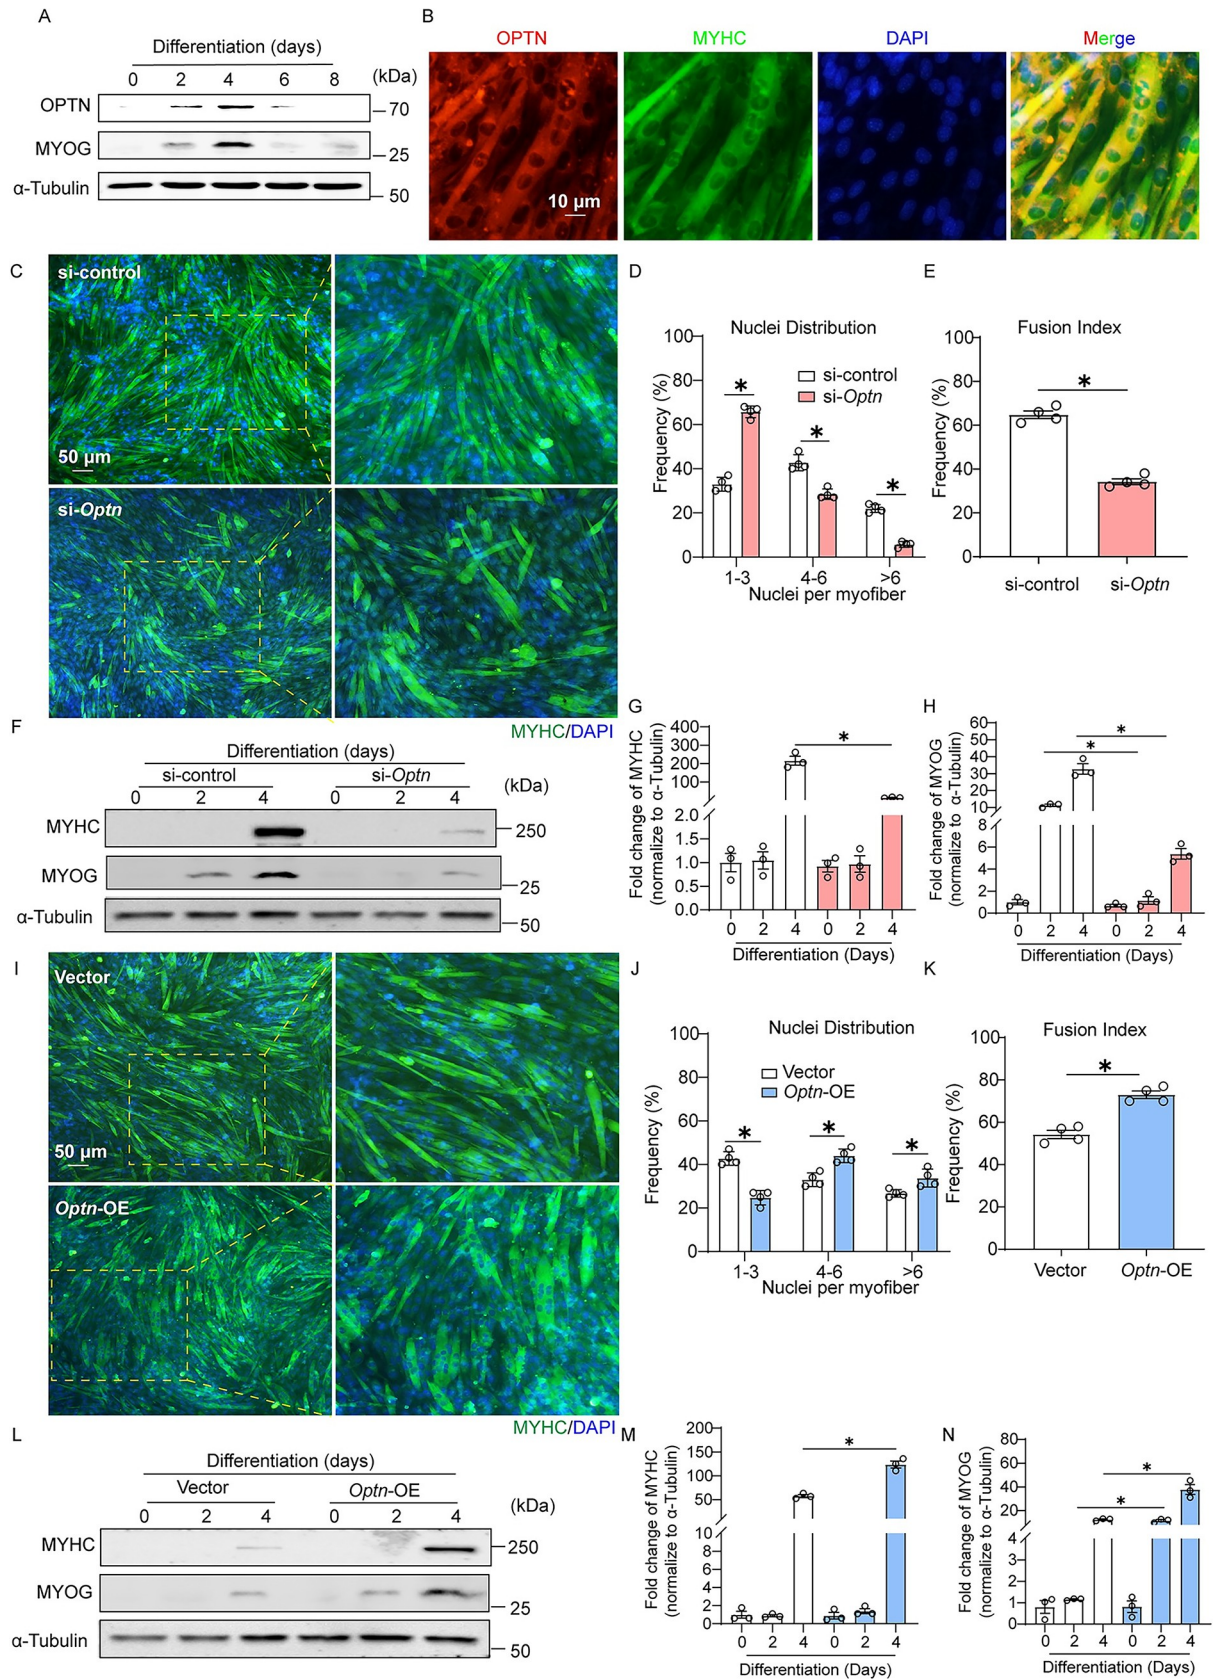 A
Differentiation (days)
0 2 4 6 8 (kDa)
OPTN
70
MYOG
25
α-Tubulin
50
B
OPTN MYHC DAPI Merge
10 μm
C
si-control
50 μm
si-Optn
MYHC/DAPI
D
Nuclei Distribution
si-control
si-Optn
Frequency (%)
100
80
60
40
20
0
* * *
1-3 4-6 >6
Nuclei per myofiber
E
Fusion Index
Frequency (%)
100
80
60
40
20
0
*
si-control si-Optn
F
Differentiation (days)
si-control si-Optn
0 2 4 0 2 4 (kDa)
MYHC
250
MYOG
25
α-Tubulin
50
G
Fold change of MYHC
(normalize to α-Tubulin)
400
300
200
100
2.0
1.5
1.0
0.5
0.0
*
0 2 4 0 2 4
Differentiation (Days)
H
Fold change of MYOG
(normalize to α-Tubulin)
60
50
40
30
20
10
8
6
4
2
0
*
*
0 2 4 0 2 4
Differentiation (Days)
I
Vector
50 μm
Optn-OE
MYHC/DAPI
J
Nuclei Distribution
Vector
Optn-OE
Frequency (%)
100
80
60
40
20
0
* * *
1-3 4-6 >6
Nuclei per myofiber
K
Fusion Index
Frequency (%)
100
80
60
40
20
0
*
Vector Optn-OE
L
Differentiation (days)
Vector Optn-OE
0 2 4 0 2 4 (kDa)
MYHC
250
MYOG
25
α-Tubulin
50
M
Fold change of MYHC
(normalize to α-Tubulin)
200
150
100
50
10
8
6
4
2
0
*
0 2 4 0 2 4
Differentiation (Days)
N
Fold change of MYOG
(normalize to α-Tubulin)
80
60
40
20
4
3
2
1
0
*
*
0 2 4 0 2 4
Differentiation (Days)